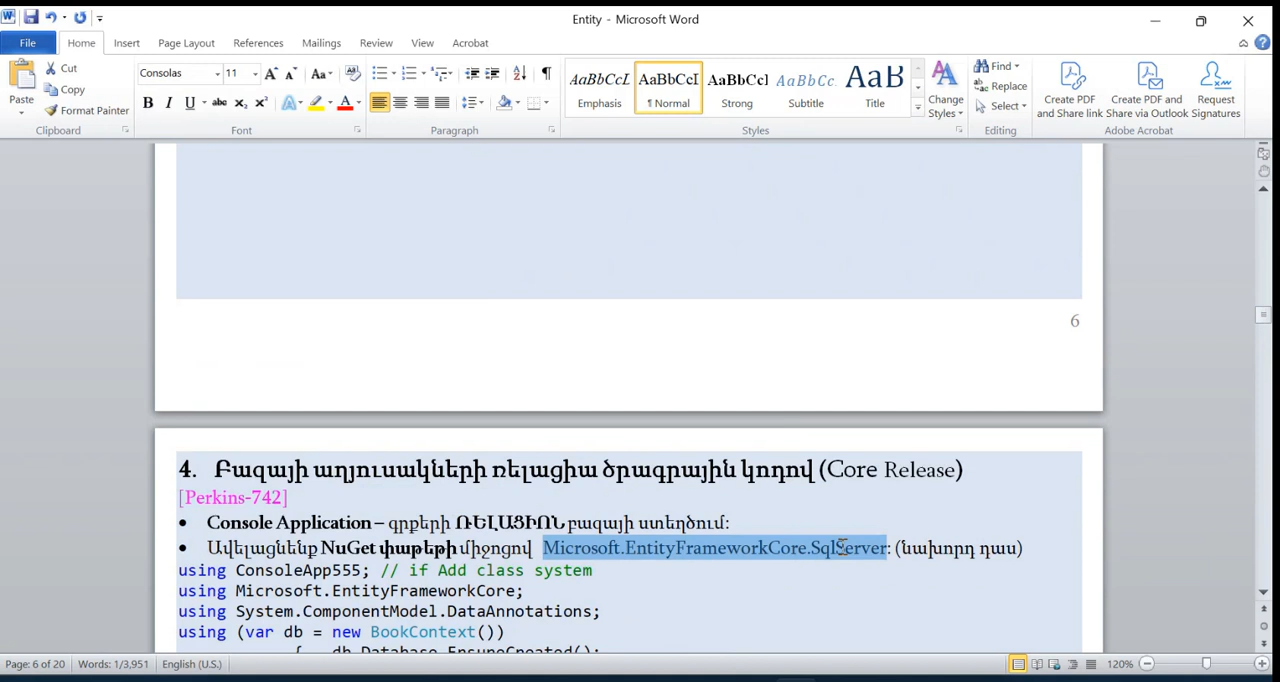 Entity - Microsoft Word
File Home Insert Page Layout References Mailings Review View Acrobat
Paste
Cut
Copy
Format Painter
Clipboard
Consolas 11
Font
Paragraph
AaBbCcL AaBbCcI AaBbCcl AaBbCc. AaB
Emphasis ¶ Normal Strong Subtitle Title
Change Styles
Styles
Find
Replace
Select
Editing
Create PDF and Share link
Create PDF and Share via Outlook
Request Signatures
Adobe Acrobat
6
4. Բազայի աղյուսակների ռելացիա ծրագրային կոդով (Core Release)
[Perkins-742]
• Console Application – գրքերի ՌԵԼԱՑԻՈՆ բազայի ստեղծում:
• Ավելացնենք NuGet փաթեթի միջոցով Microsoft.EntityFrameworkCore.SqlServer: (նախորդ դաս)
using ConsoleApp555; // if Add class system
using Microsoft.EntityFrameworkCore;
using System.ComponentModel.DataAnnotations;
using (var db = new BookContext())
{ db.Database.EnsureCreated();
Page: 6 of 20 Words: 1/3,951 English (U.S.) 120%